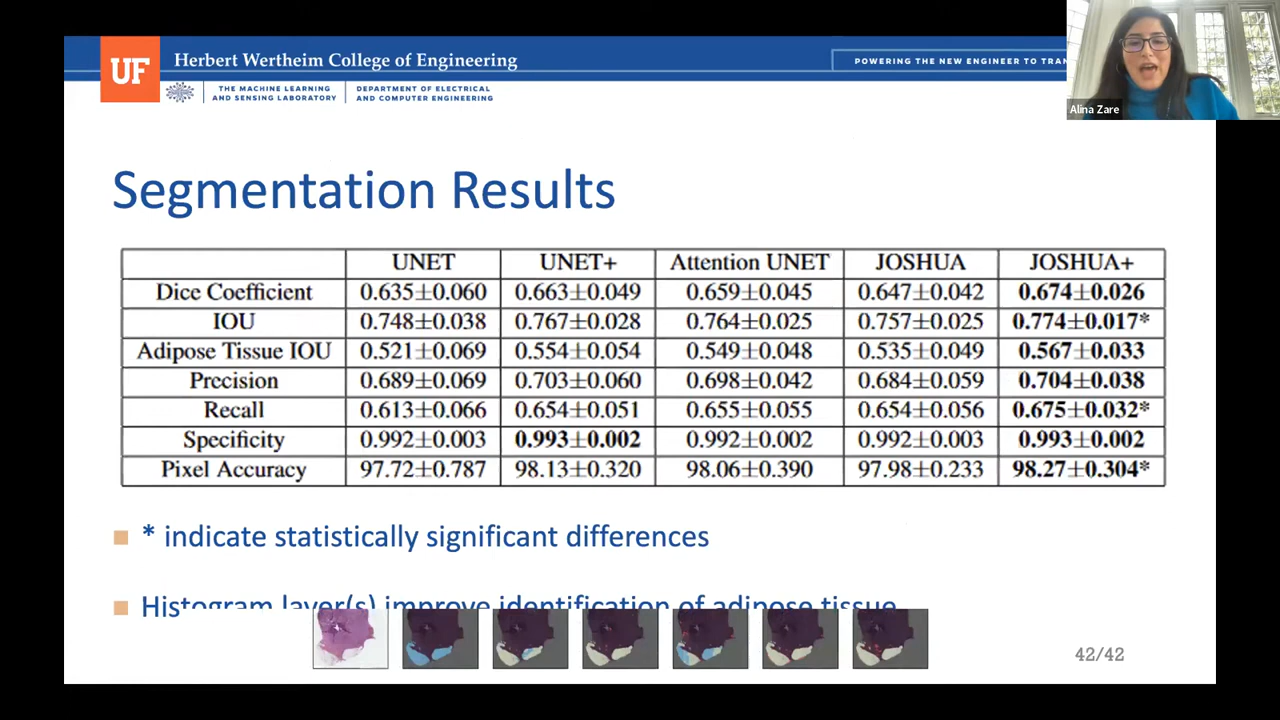 UF
Herbert Wertheim College of Engineering
POWERING THE NEW ENGINEER TO TRAN
THE MACHINE LEARNING
AND SENSING LABORATORY
DEPARTMENT OF ELECTRICAL
AND COMPUTER ENGINEERING
Alina Zare
Segmentation Results
UNET UNET+ Attention UNET JOSHUA JOSHUA+
Dice Coefficient 0.635±0.060 0.663±0.049 0.659±0.045 0.647±0.042 0.674±0.026
IOU 0.748±0.038 0.767±0.028 0.764±0.025 0.757±0.025 0.774±0.017*
Adipose Tissue IOU 0.521±0.069 0.554±0.054 0.549±0.048 0.535±0.049 0.567±0.033
Precision 0.689±0.069 0.703±0.060 0.698±0.042 0.684±0.059 0.704±0.038
Recall 0.613±0.066 0.654±0.051 0.655±0.055 0.654±0.056 0.675±0.032*
Specificity 0.992±0.003 0.993±0.002 0.992±0.002 0.992±0.003 0.993±0.002
Pixel Accuracy 97.72±0.787 98.13±0.320 98.06±0.390 97.98±0.233 98.27±0.304*
* indicate statistically significant differences
Histogram layer(s) improve identification of adipose tissue
42/42